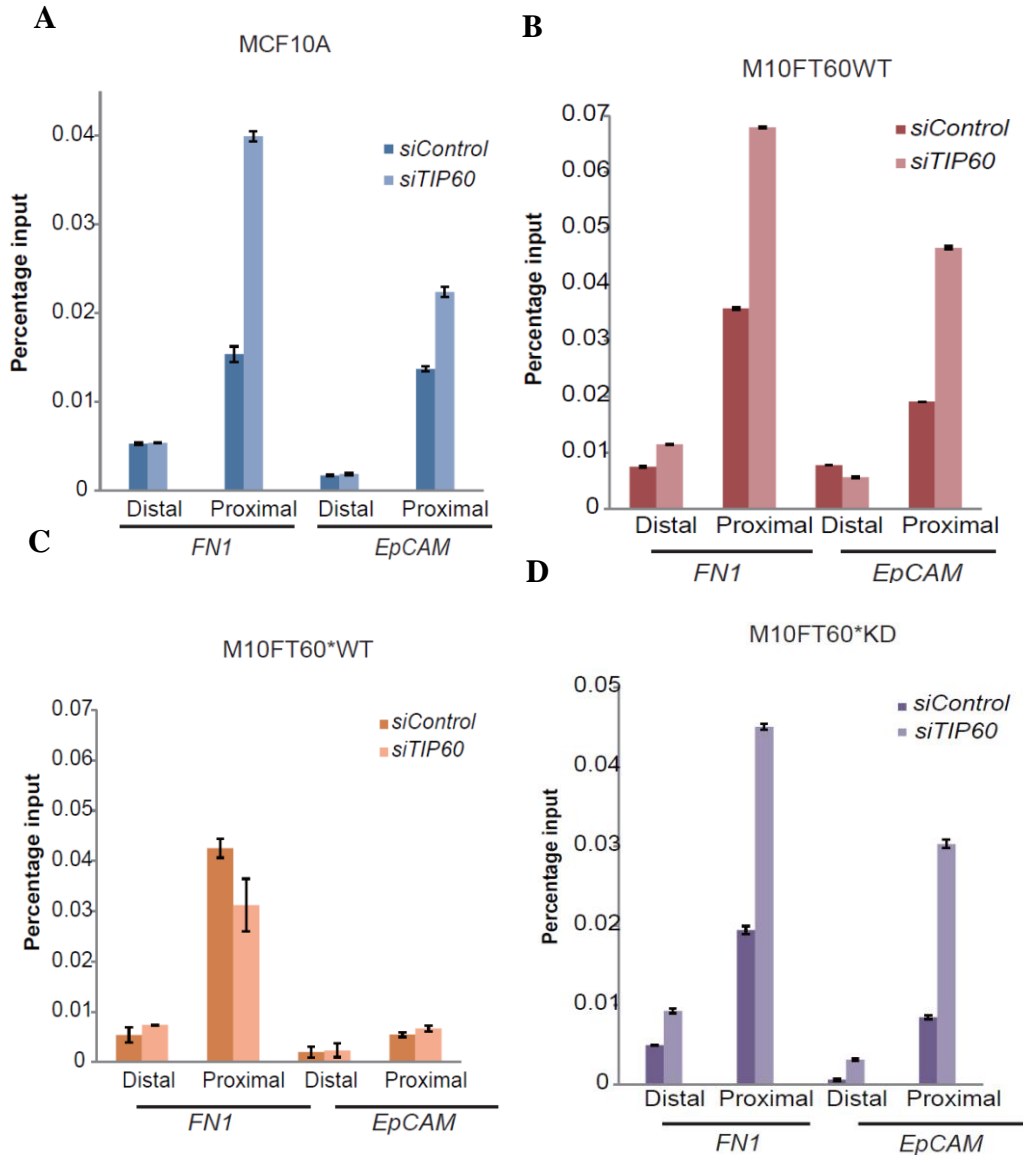 A
MCF10A
Percentage input
0.04
0.03
0.02
0.01
0
siControl
siTIP60
Distal Proximal Distal Proximal
FN1 EpCAM
B
M10FT60WT
Percentage input
0.07
0.06
0.05
0.04
0.03
0.02
0.01
0
siControl
siTIP60
Distal Proximal Distal Proximal
FN1 EpCAM
C
M10FT60*WT
Percentage input
0.07
0.06
0.05
0.04
0.03
0.02
0.01
0
siControl
siTIP60
Distal Proximal Distal Proximal
FN1 EpCAM
D
M10FT60*KD
Percentage input
0.05
0.04
0.03
0.02
0.01
0
siControl
siTIP60
Distal Proximal Distal Proximal
FN1 EpCAM